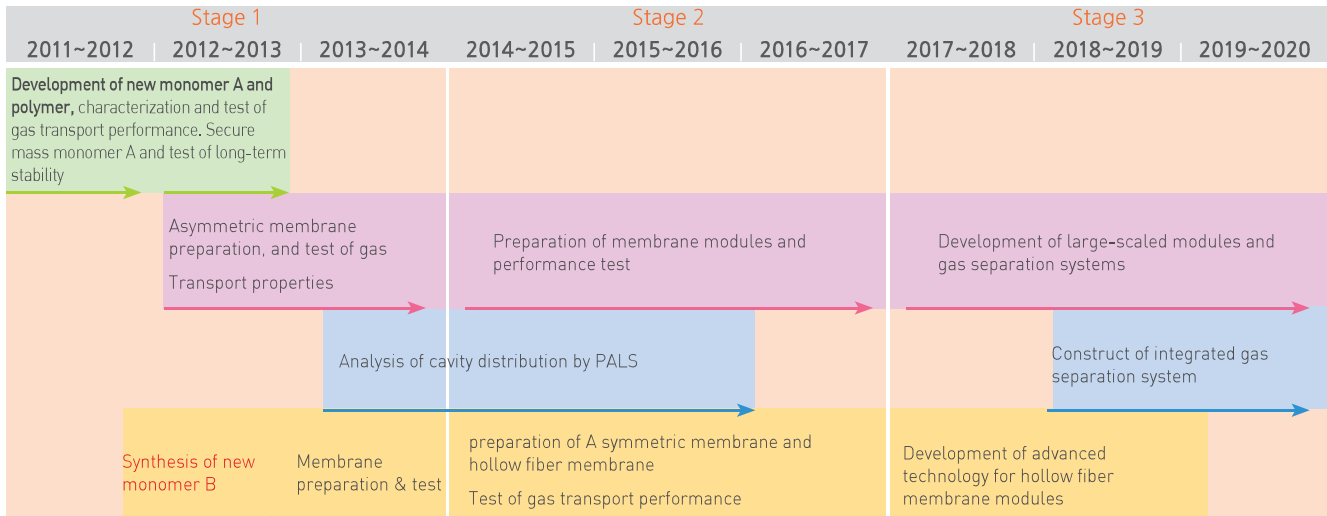 Stage 1
Stage 2
Stage 3
2011~2012
2012~2013
2013~2014
2014~2015
2015~2016
2016~2017
2017~2018
2018~2019
2019~2020
Development of new monomer A and
polymer, characterization and test of
gas transport performance. Secure
mass monomer A and test of long-term
stability
Asymmetric membrane
preparation, and test of gas
Transport properties
Preparation of membrane modules and
performance test
Development of large-scaled modules and
gas separation systems
Analysis of cavity distribution by PALS
Construct of integrated gas
separation system
Synthesis of new
monomer B
Membrane
preparation & test
preparation of A symmetric membrane and
hollow fiber membrane
Test of gas transport performance
Development of advanced
technology for hollow fiber
membrane modules